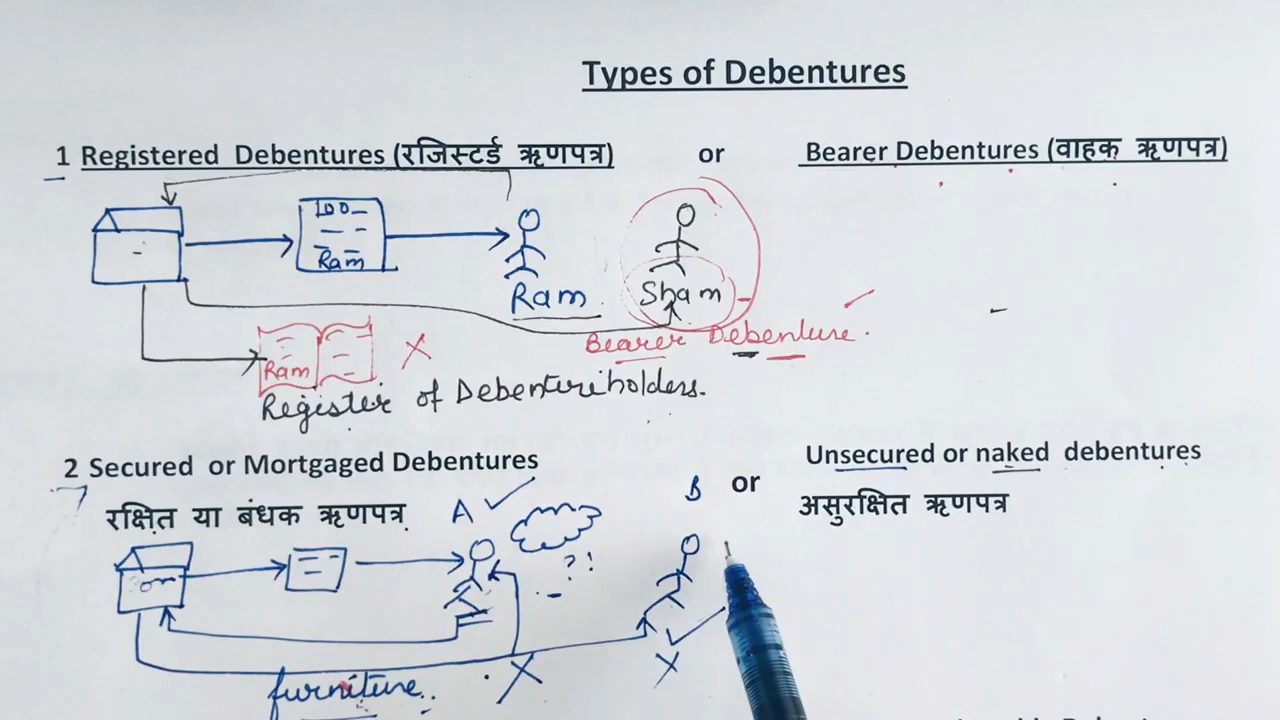 Types of Debentures
1 Registered Debentures (रजिस्टर्ड ऋणपत्र) or Bearer Debentures (वाहक ऋणपत्र)
100
Ram
Ram
Sham
Bearer Debenture.
Ram
Register of Debentureholders.
2 Secured or Mortgaged Debentures or Unsecured or naked debentures
रक्षित या बंधक ऋणपत्र असुरक्षित ऋणपत्र
A
B
?!
furniture.